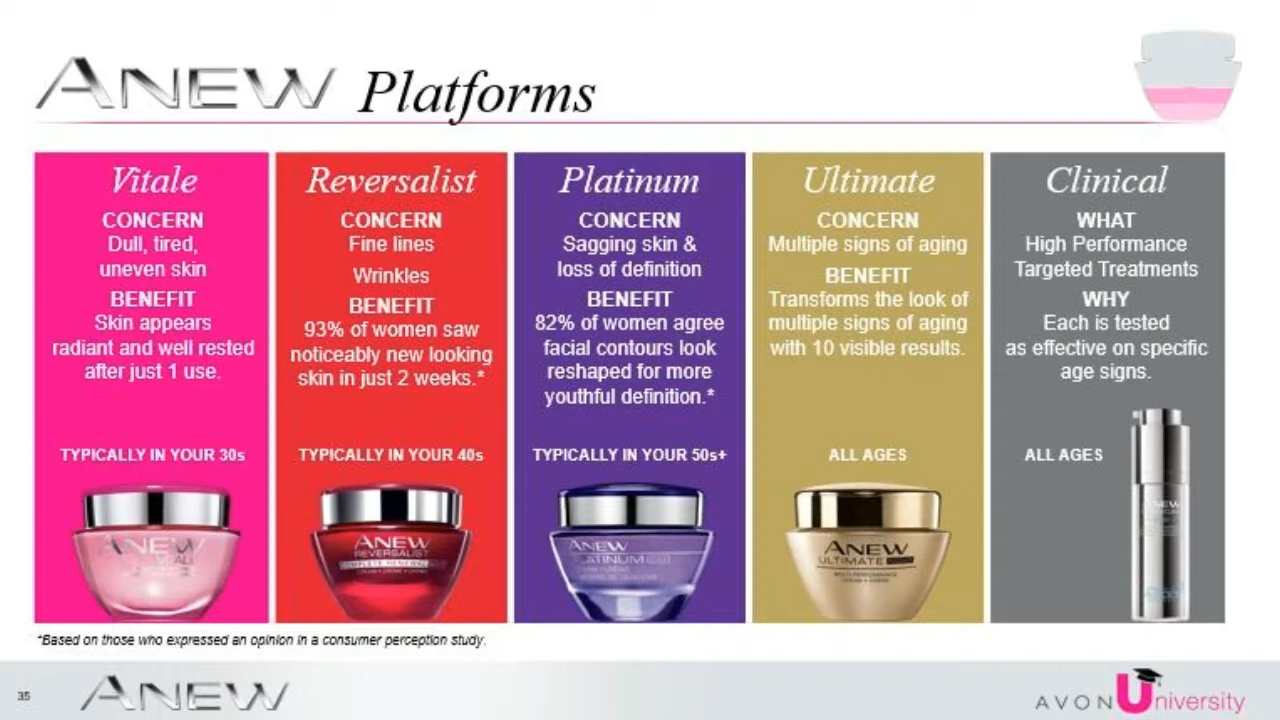 ANEW Platforms
Vitale
CONCERN
Dull, tired,
uneven skin
BENEFIT
Skin appears
radiant and well rested
after just 1 use.
TYPICALLY IN YOUR 30s
ANEW
Reversalist
CONCERN
Fine lines
Wrinkles
BENEFIT
93% of women saw
noticeably new looking
skin in just 2 weeks.*
TYPICALLY IN YOUR 40s
ANEW
REVERSALIST
COMPLETE RENEWAL
Platinum
CONCERN
Sagging skin &
loss of definition
BENEFIT
82% of women agree
facial contours look
reshaped for more
youthful definition.*
TYPICALLY IN YOUR 50s+
ANEW
PLATINUM
Ultimate
CONCERN
Multiple signs of aging
BENEFIT
Transforms the look of
multiple signs of aging
with 10 visible results.
ALL AGES
ANEW
ULTIMATE
MULTI-PERFORMANCE
Clinical
WHAT
High Performance
Targeted Treatments
WHY
Each is tested
as effective on specific
age signs.
ALL AGES
ANEW
*Based on those who expressed an opinion in a consumer perception study.
35
ANEW
AVON University